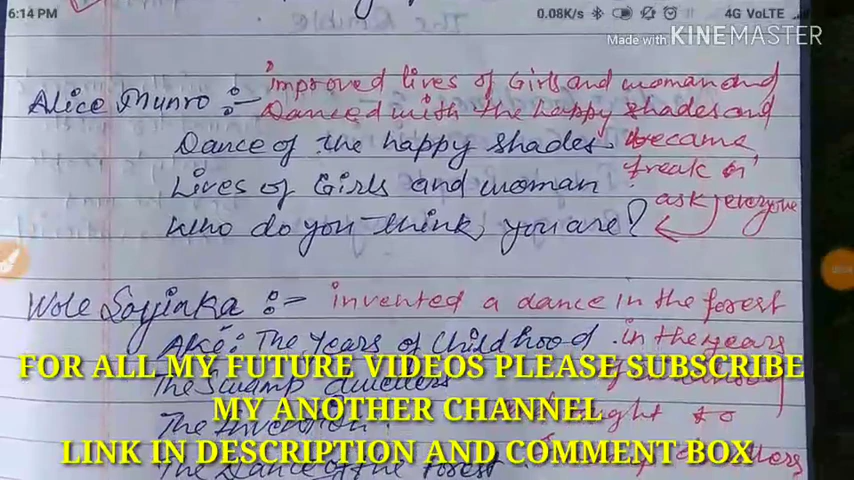 6:14 PM
0.08K/s
4G VoLTE
Made with KINEMASTER
Alice Munro :- improved lives of Girls and woman and
Danced with the happy shades and
Dance of the happy shades. became
freak &
Lives of Girls and woman
ask everyone
Who do you think, you are?
Wole Soyinka :- invented a dance in the forest
Ake: The Years of Childhood. in the years
FOR ALL MY FUTURE VIDEOS PLEASE SUBSCRIBE
The Swamp dwellers
MY ANOTHER CHANNEL
The Invention.
to
LINK IN DESCRIPTION AND COMMENT BOX
The Dance of the forest.